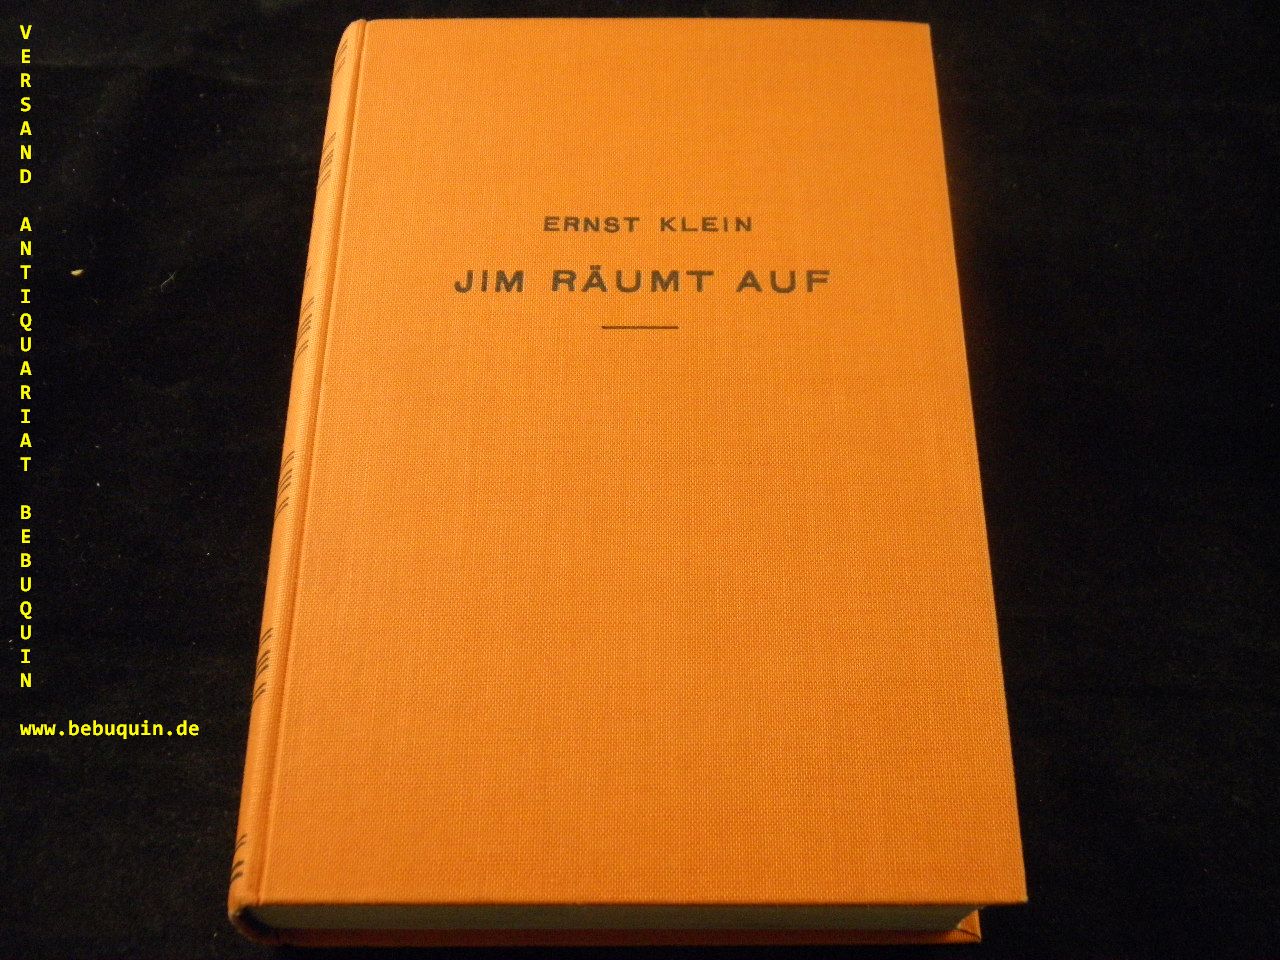 VERSAND ANTIQUARIAT BEBUQUIN
www.bebuquin.de
ERNST KLEIN
JIM RÄUMT AUF